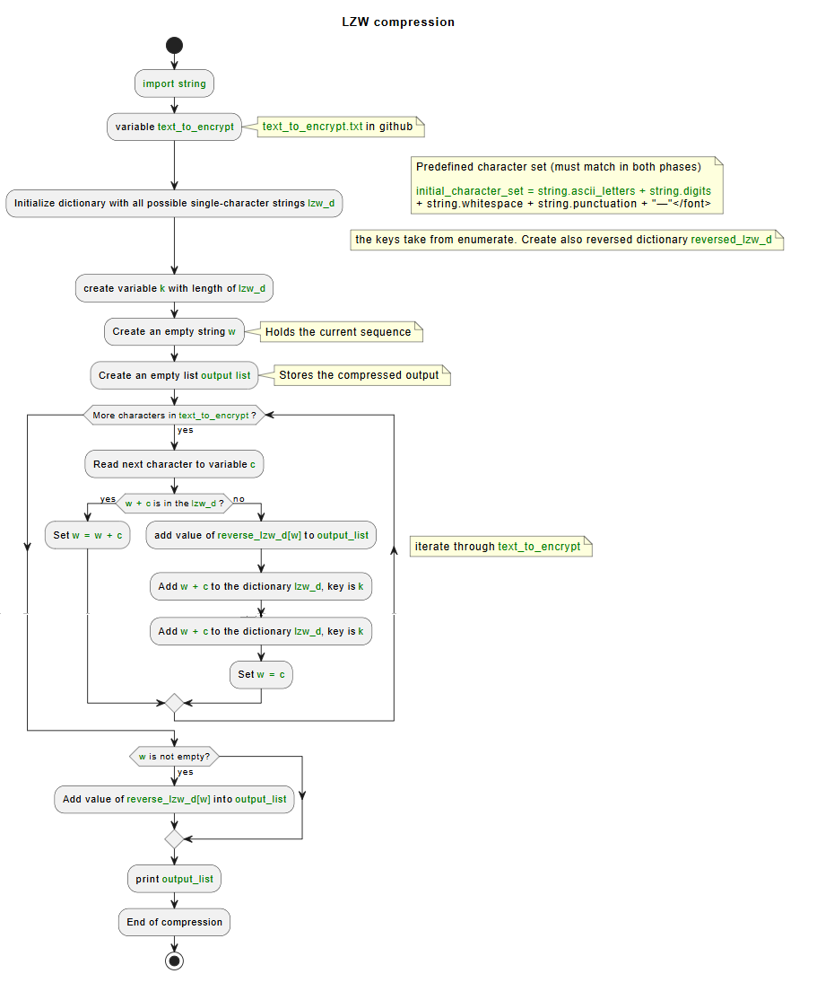 LZW compression
import string
variable text_to_encrypt
text_to_encrypt.txt in github
Predefined character set (must match in both phases)
initial_character_set = string.ascii_letters + string.digits
+ string.whitespace + string.punctuation + "—"</font>
Initialize dictionary with all possible single-character strings lzw_d
the keys take from enumerate. Create also reversed dictionary reversed_lzw_d
create variable k with length of lzw_d
Create an empty string w
Holds the current sequence
Create an empty list output list
Stores the compressed output
More characters in text_to_encrypt ?
yes
Read next character to variable c
yes
w + c is in the lzw_d ?
no
Set w = w + c
add value of reverse_lzw_d[w] to output_list
iterate through text_to_encrypt
Add w + c to the dictionary lzw_d, key is k
Add w + c to the dictionary lzw_d, key is k
Set w = c
w is not empty?
yes
Add value of reverse_lzw_d[w] into output_list
print output_list
End of compression